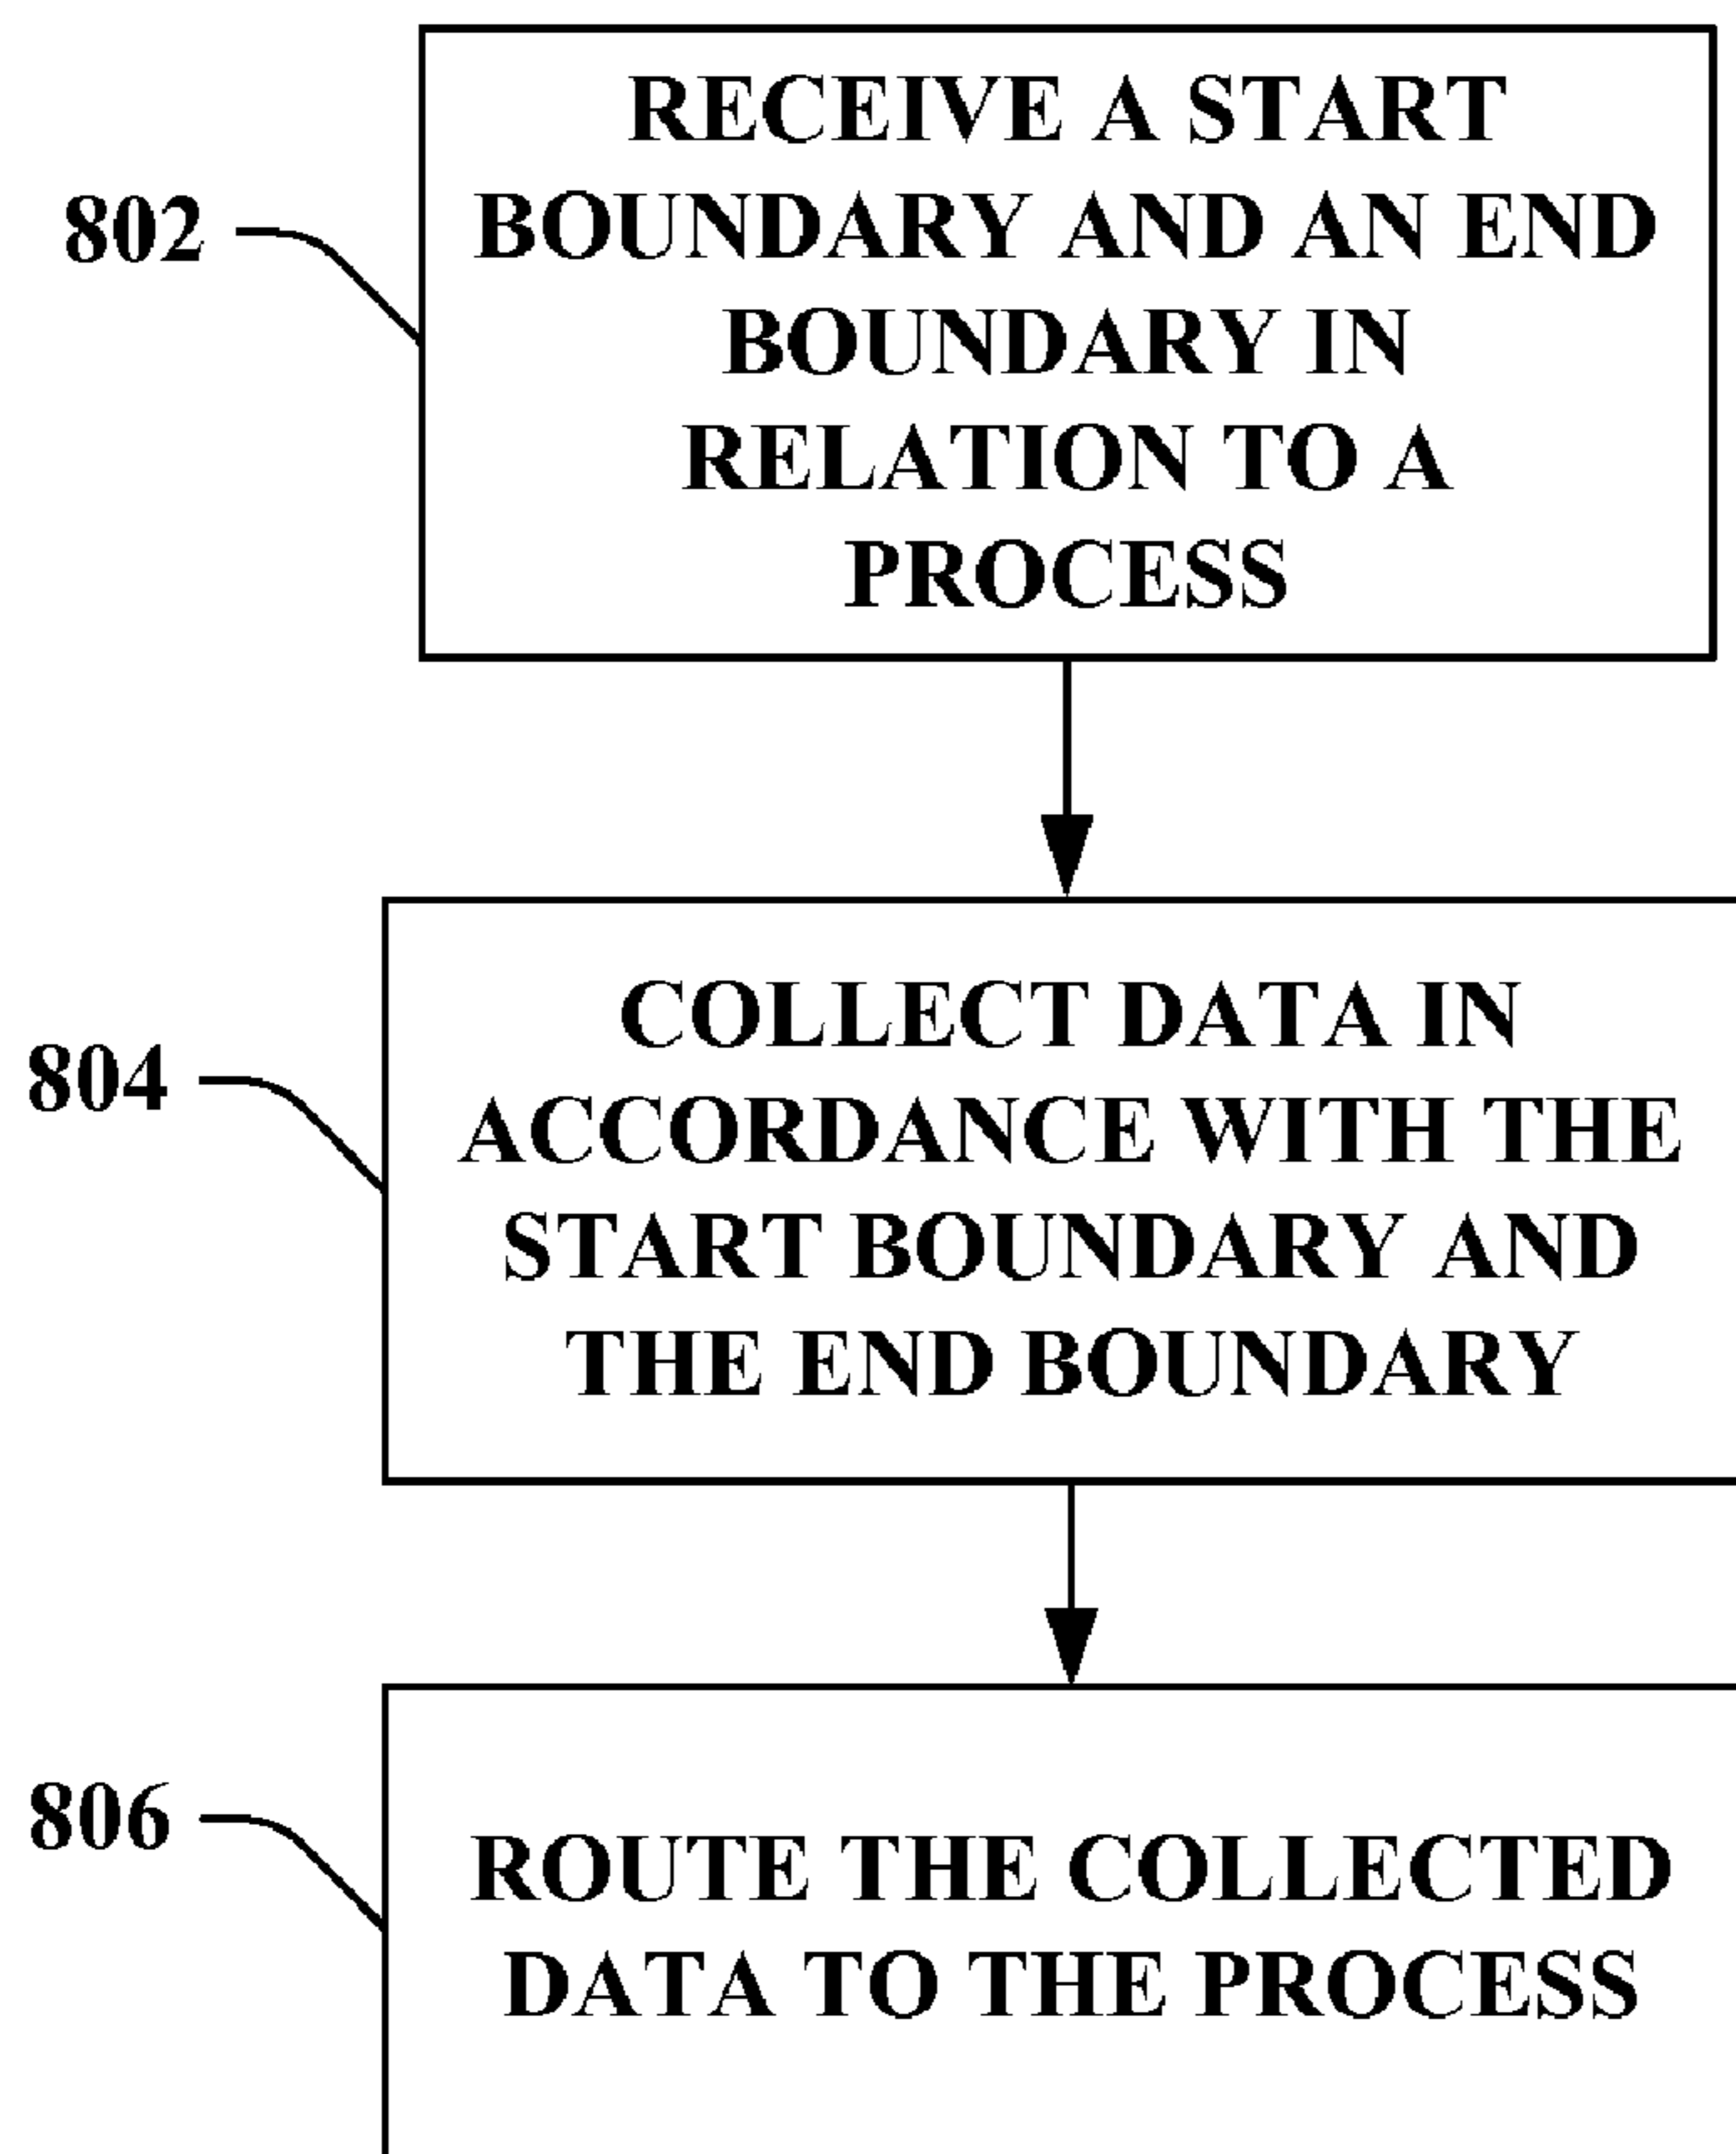 802
RECEIVE A START
BOUNDARY AND AN END
BOUNDARY IN
RELATION TO A
PROCESS
804
COLLECT DATA IN
ACCORDANCE WITH THE
START BOUNDARY AND
THE END BOUNDARY
806
ROUTE THE COLLECTED
DATA TO THE PROCESS